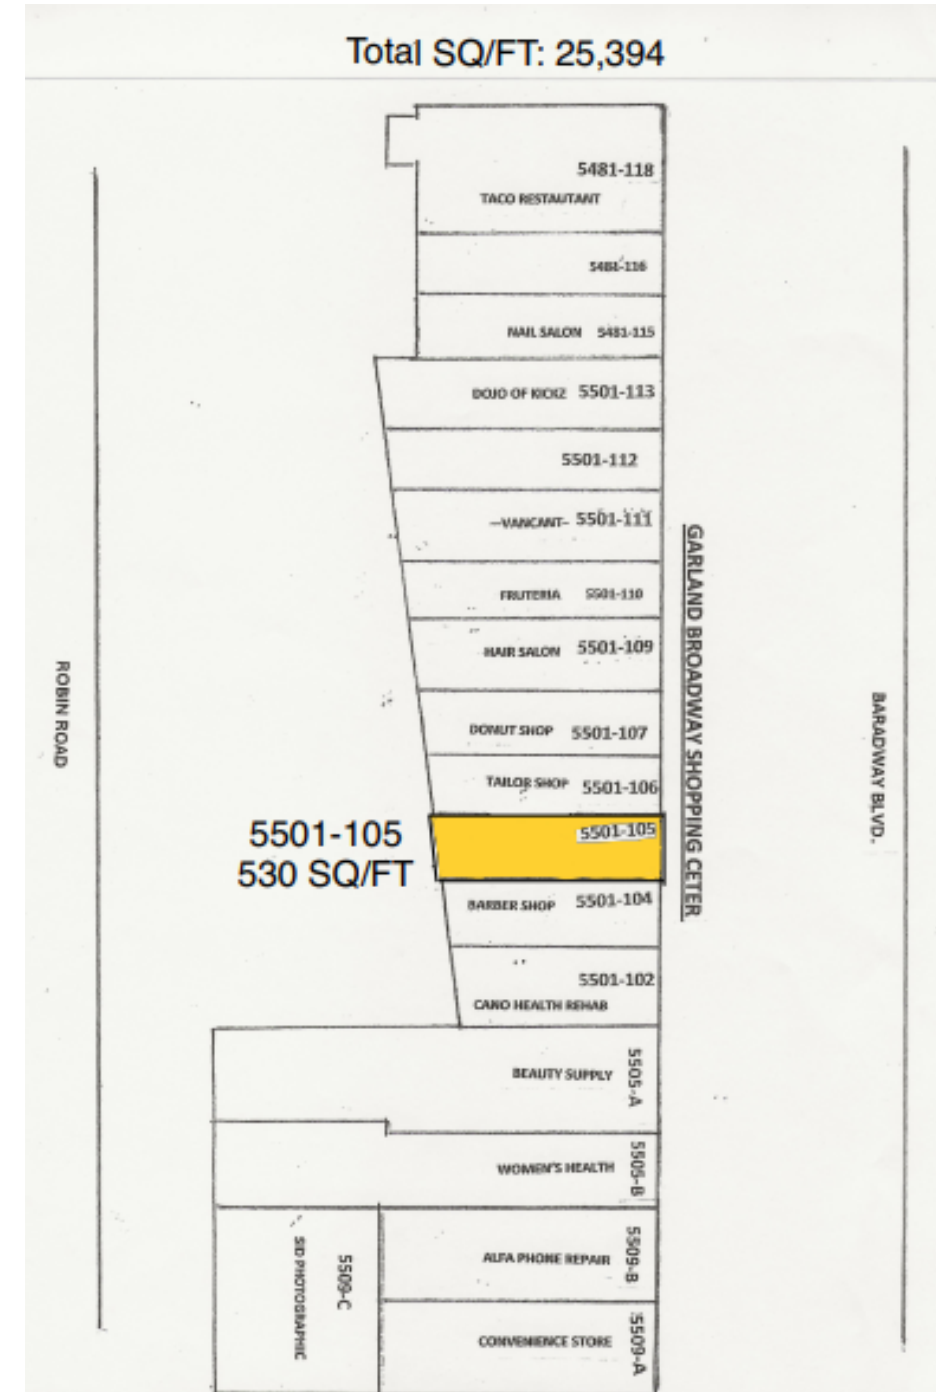 Total SQ/FT: 25,394
5481-118
TACO RESTAUTANT
5481-116
NAIL SALON 5481-115
DOJO OF KICKZ 5501-113
5501-112
-VANCANT- 5501-111
FRUTERIA 5501-110
HAIR SALON 5501-109
DONUT SHOP 5501-107
TAILOR SHOP 5501-106
5501-105
5501-105
530 SQ/FT
BARBER SHOP 5501-104
5501-102
CANO HEALTH REHAB
BEAUTY SUPPLY 5505-A
WOMEN'S HEALTH 5505-B
ALFA PHONE REPAIR 5509-B
SID PHOTOGRAPHIC 5509-C
CONVENIENCE STORE 5509-A
ROBIN ROAD
GARLAND BROADWAY SHOPPING CETER
BARADWAY BLVD.